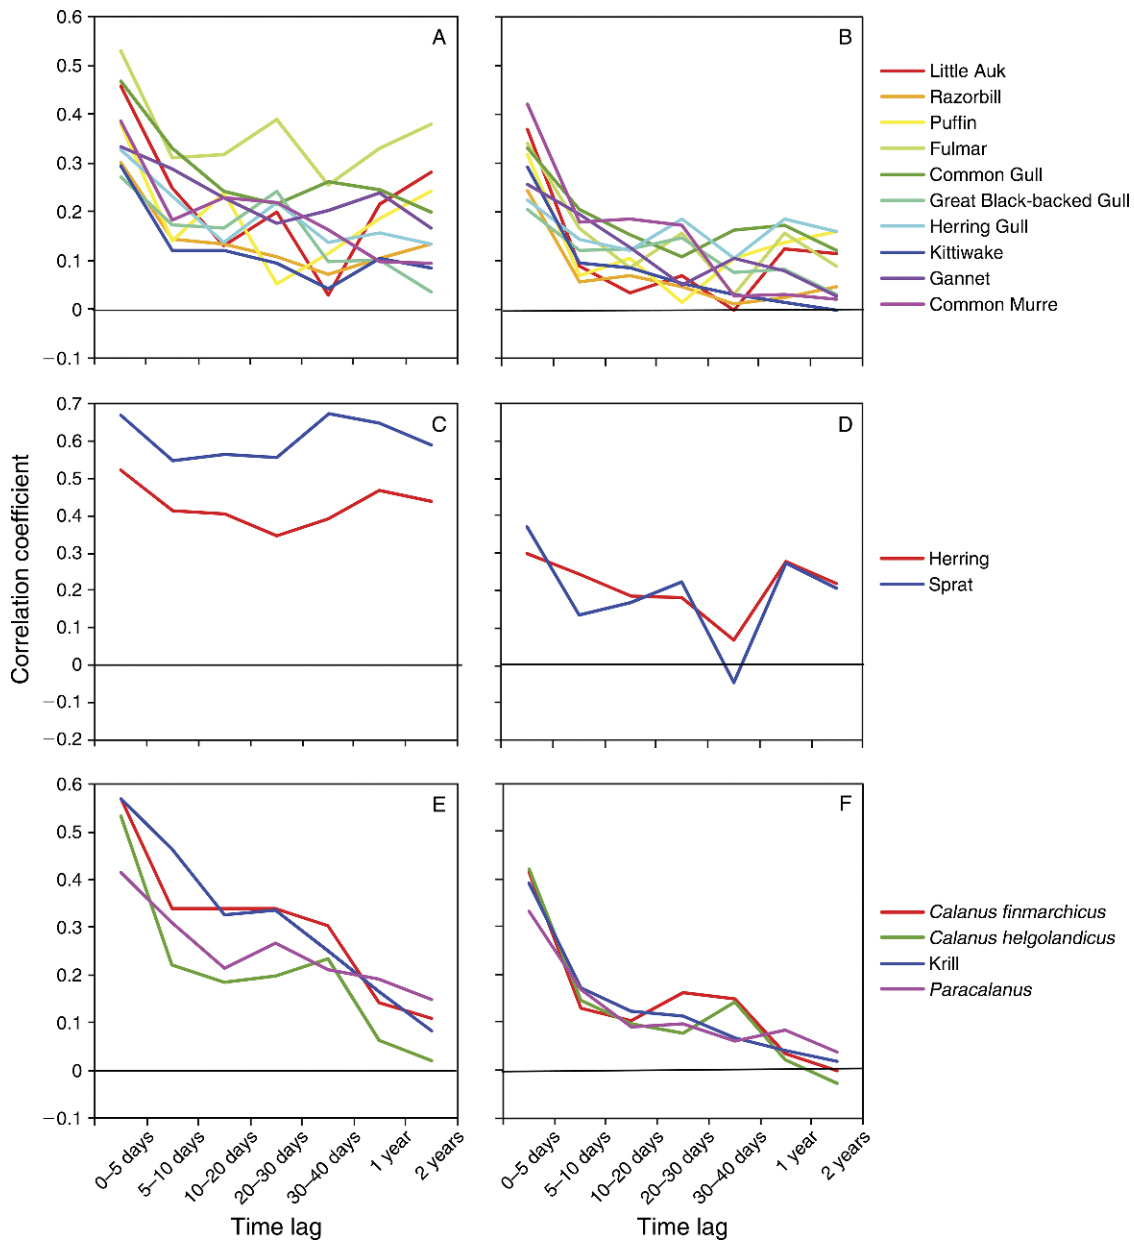 A
0.6
0.5
0.4
0.3
0.2
0.1
0
−0.1
B
Little Auk
Razorbill
Puffin
Fulmar
Common Gull
Great Black-backed Gull
Herring Gull
Kittiwake
Gannet
Common Murre
Correlation coefficient
C
0.7
0.6
0.5
0.4
0.3
0.2
0.1
0
−0.1
−0.2
D
Herring
Sprat
E
0.6
0.5
0.4
0.3
0.2
0.1
0
−0.1
F
Calanus finmarchicus
Calanus helgolandicus
Krill
Paracalanus
0–5 days
5–10 days
10–20 days
20–30 days
30–40 days
1 year
2 years
Time lag
0–5 days
5–10 days
10–20 days
20–30 days
30–40 days
1 year
2 years
Time lag